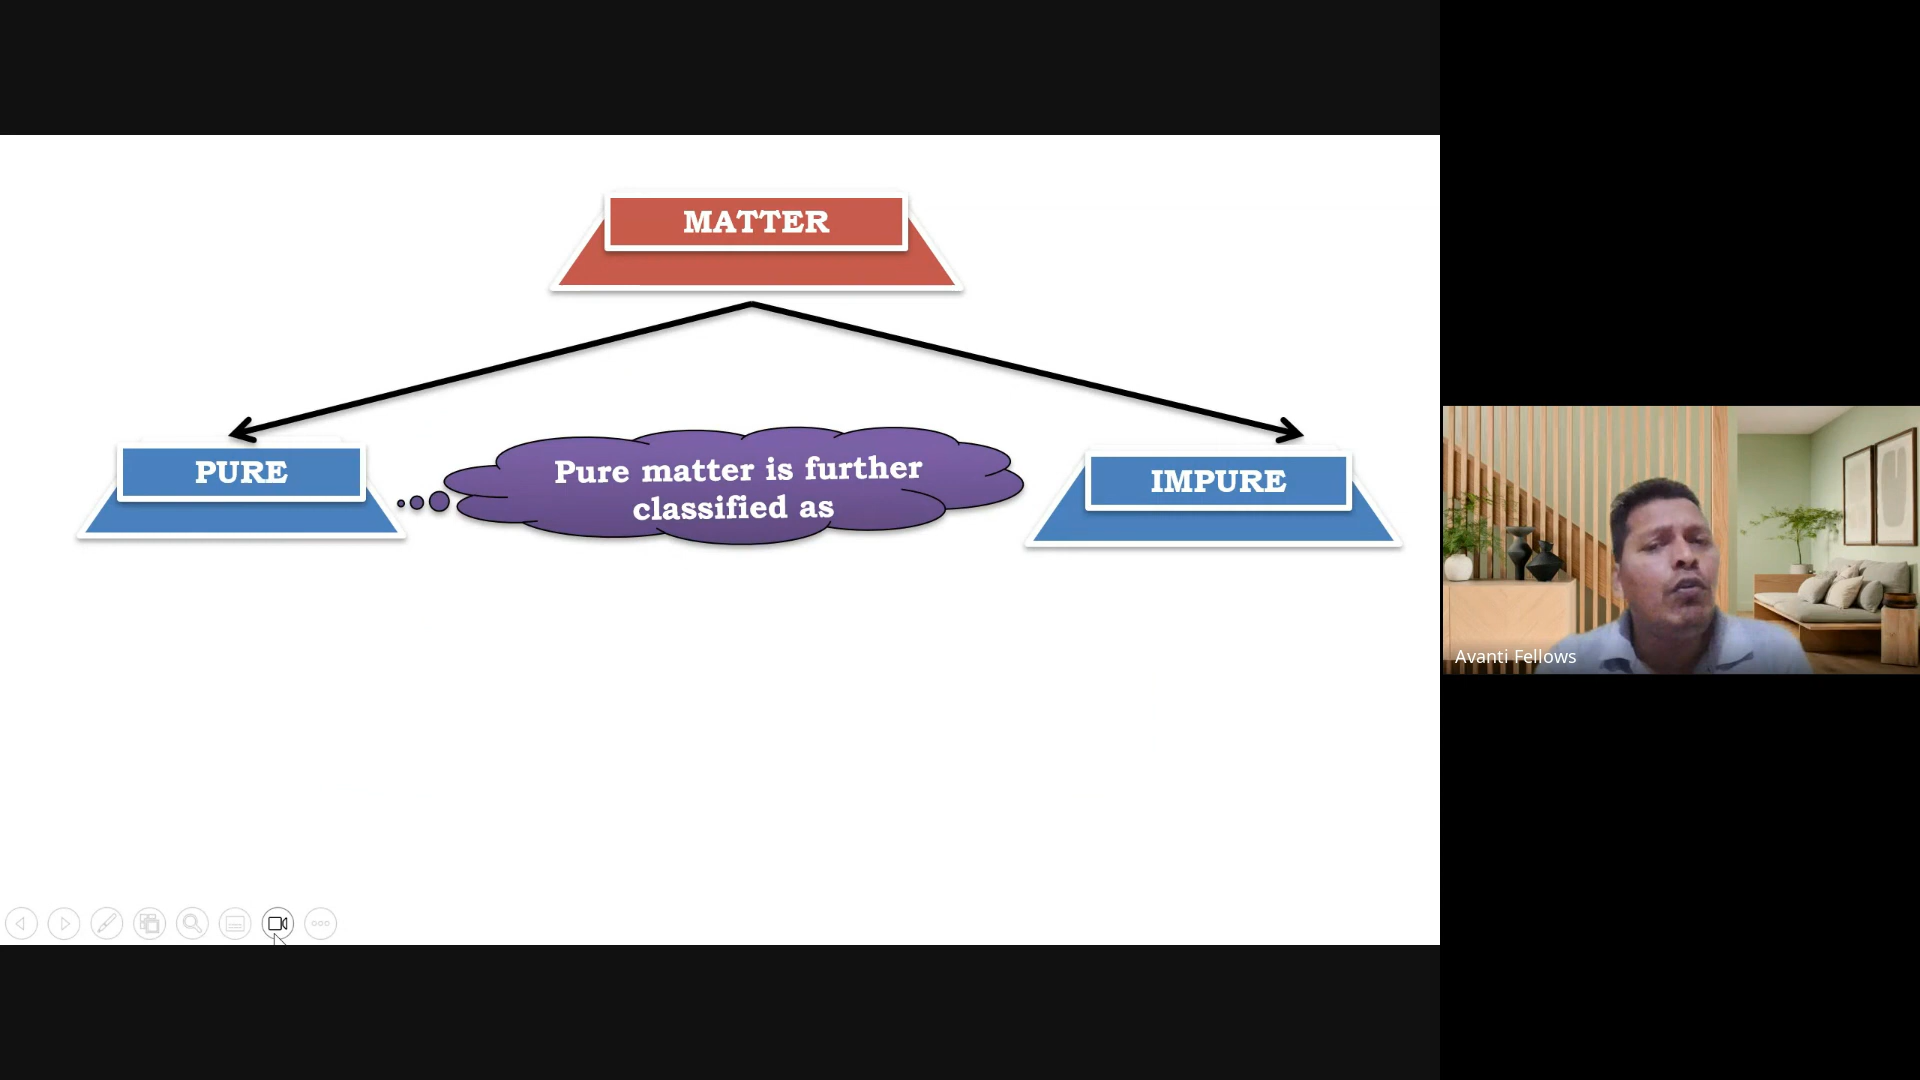 MATTER
PURE
Pure matter is further
classified as
IMPURE
Avanti Fellows